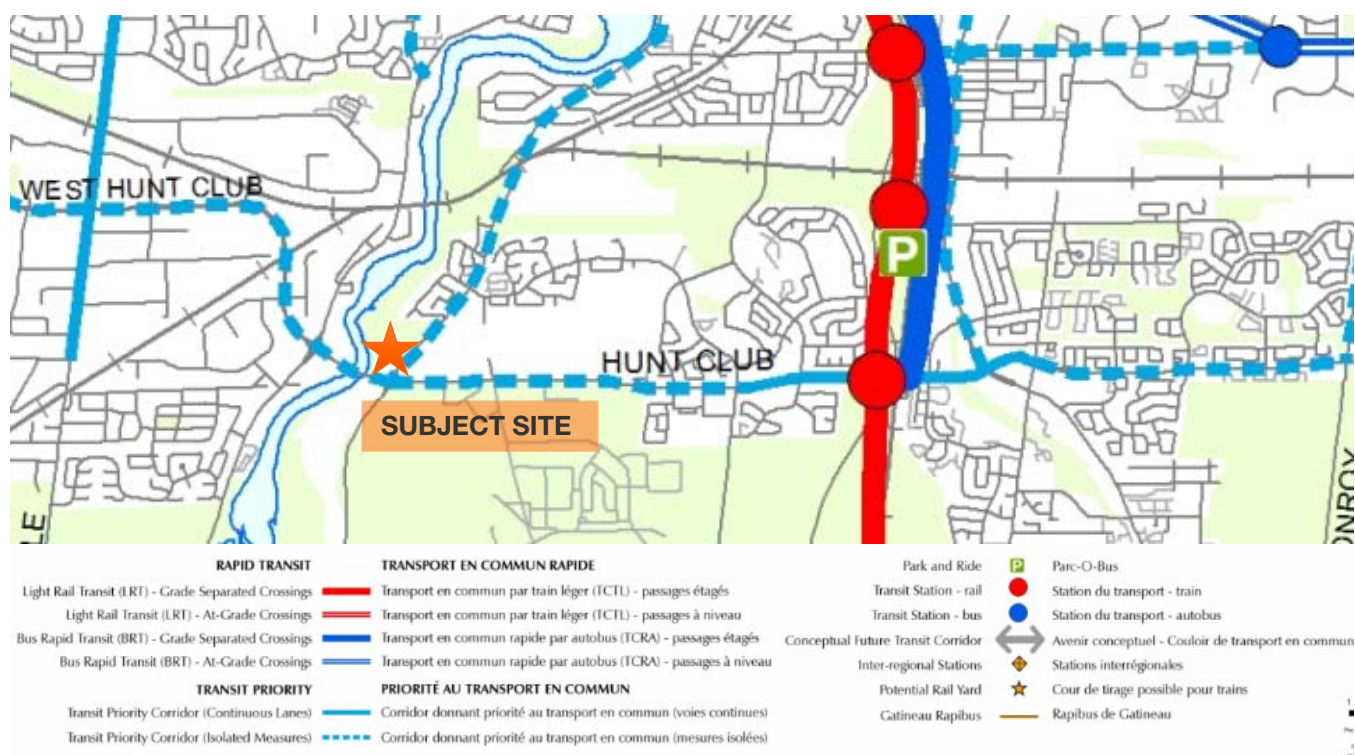 WEST HUNT CLUB
P
HUNT CLUB
SUBJECT SITE
RAPID TRANSIT
TRANSPORT EN COMMUN RAPIDE
Light Rail Transit (LRT) - Grade Separated Crossings
Transport en commun par train léger (TCTL) - passages étagés
Light Rail Transit (LRT) - At-Grade Crossings
Transport en commun par train léger (TCTL) - passages à niveau
Bus Rapid Transit (BRT) - Grade Separated Crossings
Transport en commun rapide par autobus (TCRA) - passages étagés
Bus Rapid Transit (BRT) - At-Grade Crossings
Transport en commun rapide par autobus (TCRA) - passages à niveau
TRANSIT PRIORITY
PRIORITÉ AU TRANSPORT EN COMMUN
Transit Priority Corridor (Continuous Lanes)
Corridor donnant priorité au transport en commun (voies continues)
Transit Priority Corridor (Isolated Measures)
Corridor donnant priorité au transport en commun (mesures isolées)
Park and Ride
P
Parc-O-Bus
Transit Station - rail
Station du transport - train
Transit Station - bus
Station du transport - autobus
Conceptual Future Transit Corridor
Avenir conceptuel - Couloir de transport en commun
Inter-regional Stations
Stations interrégionales
Potential Rail Yard
Cour de tirage possible pour trains
Gatineau Rapibus
Rapibus de Gatineau
1